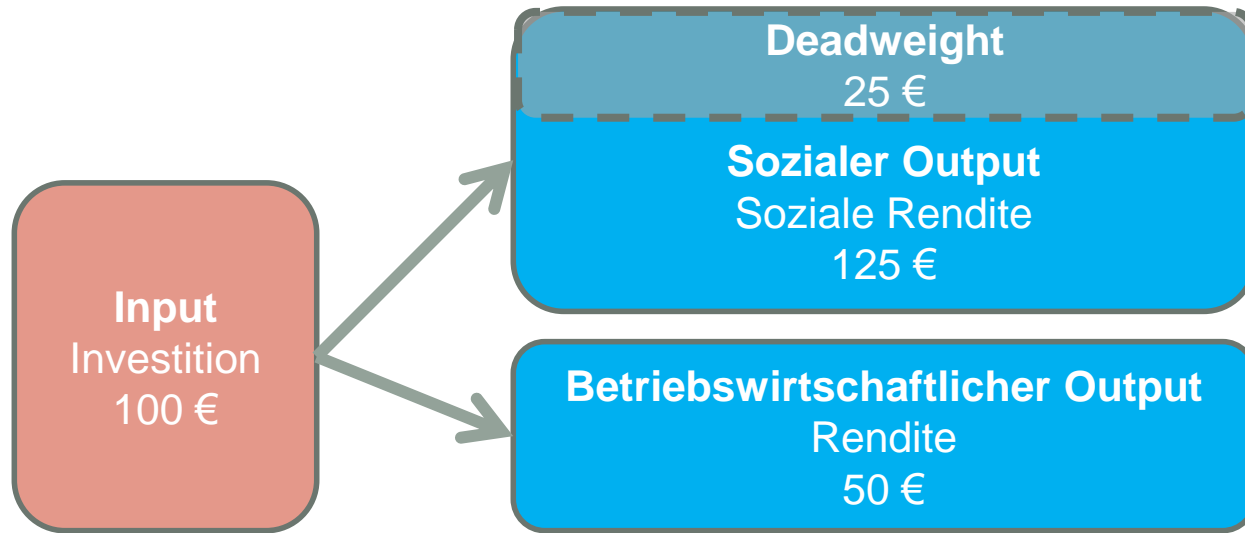 Deadweight
25 €
Sozialer Output
Soziale Rendite
125 €
Input
Investition
100 €
Betriebswirtschaftlicher Output
Rendite
50 €